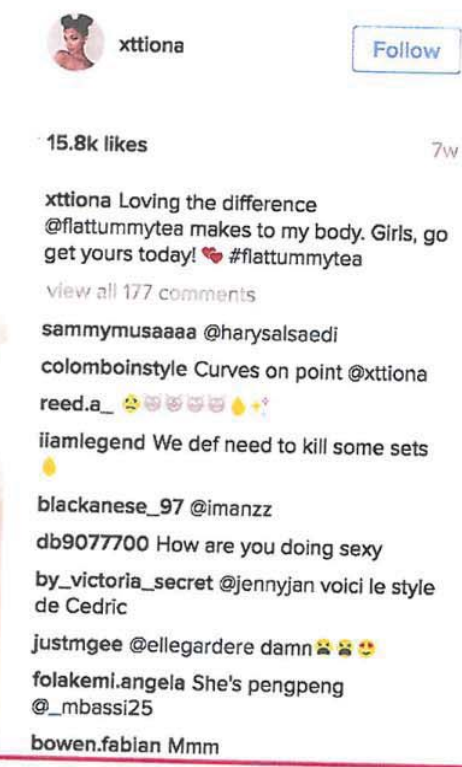 xttiona
Follow
15.8k likes
7w
xttiona Loving the difference
@flattummytea makes to my body. Girls, go
get yours today! 💕 #flattummytea
view all 177 comments
sammymusaaaa @harysalsaedi
colomboinstyle Curves on point @xttiona
reed.a_
iiamlegend We def need to kill some sets
blackanese_97 @imanzz
db9077700 How are you doing sexy
by_victoria_secret @jennyjan voici le style
de Cedric
justmgee @ellegardere damn
folakemi.angela She's pengpeng
@_mbassi25
bowen.fabian Mmm